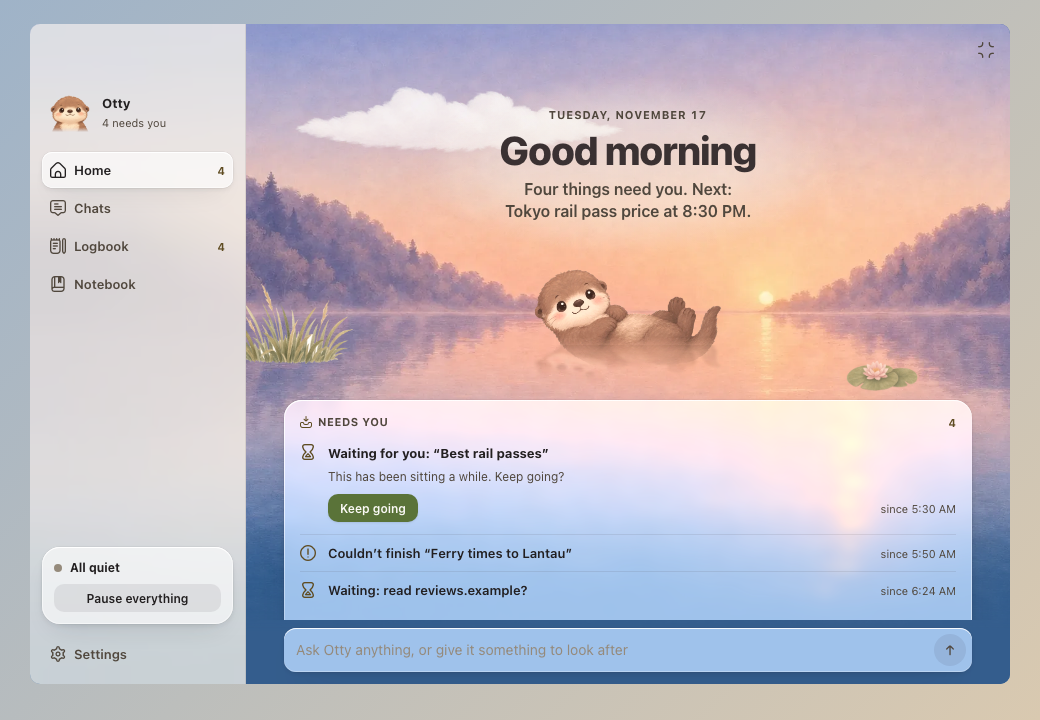 Otty
4 needs you
Home 4
Chats
Logbook 4
Notebook
All quiet
Pause everything
Settings
TUESDAY, NOVEMBER 17
Good morning
Four things need you. Next:
Tokyo rail pass price at 8:30 PM.
NEEDS YOU 4
Waiting for you: “Best rail passes”
This has been sitting a while. Keep going?
Keep going since 5:30 AM
Couldn’t finish “Ferry times to Lantau” since 5:50 AM
Waiting: read reviews.example? since 6:24 AM
Ask Otty anything, or give it something to look after